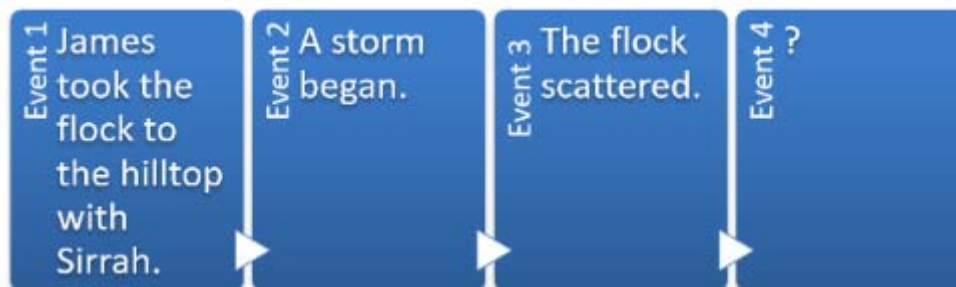 Event 1
James
took the
flock to
the hilltop
with
Sirrah.
Event 2
A storm
began.
Event 3
The flock
scattered.
Event 4
?